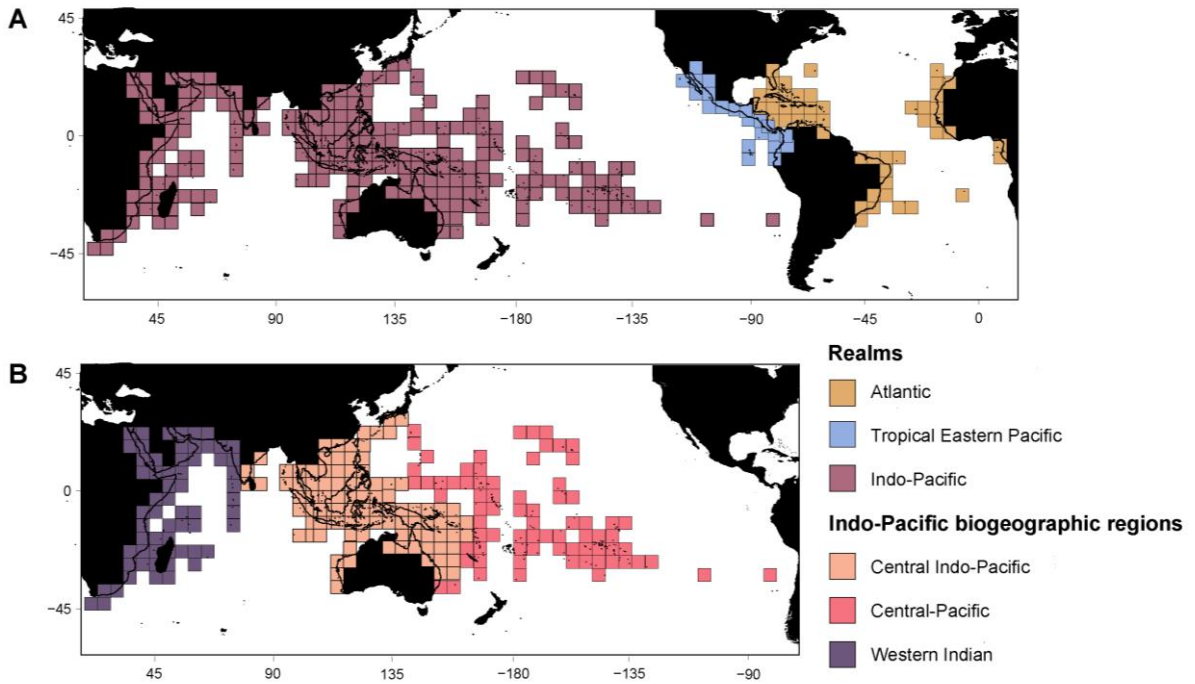 A
45
0
−45
45
90
135
−180
−135
−90
−45
0
B
45
0
−45
45
90
135
−180
−135
−90
Realms
Atlantic
Tropical Eastern Pacific
Indo-Pacific
Indo-Pacific biogeographic regions
Central Indo-Pacific
Central-Pacific
Western Indian